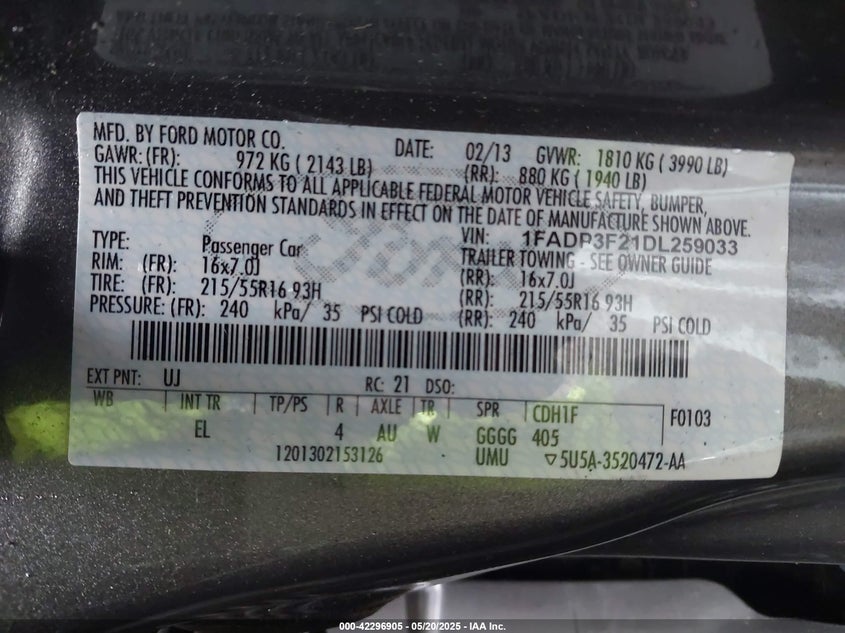 MFD. BY FORD MOTOR CO. DATE: 02/13 GVWR: 1810 KG ( 3990 LB)
GAWR: (FR): 972 KG ( 2143 LB) (RR): 880 KG ( 1940 LB)
THIS VEHICLE CONFORMS TO ALL APPLICABLE FEDERAL MOTOR VEHICLE SAFETY, BUMPER,
AND THEFT PREVENTION STANDARDS IN EFFECT ON THE DATE OF MANUFACTURE SHOWN ABOVE.
VIN: 1FADP3F21DL259033
TYPE: Passenger Car TRAILER TOWING - SEE OWNER GUIDE
RIM: (FR): 16x7.0J (RR): 16x7.0J
TIRE: (FR): 215/55R16 93H (RR): 215/55R16 93H
PRESSURE: (FR): 240 kPa/ 35 PSI COLD (RR): 240 kPa/ 35 PSI COLD
EXT PNT: UJ RC: 21 DSO:
WB INT TR TP/PS R AXLE TR SPR CDH1F F0103
EL 4 AU W GGGG 405
1201302153126 UMU ▽5U5A-3520472-AA
000-42296905 - 05/20/2025 - IAA Inc.